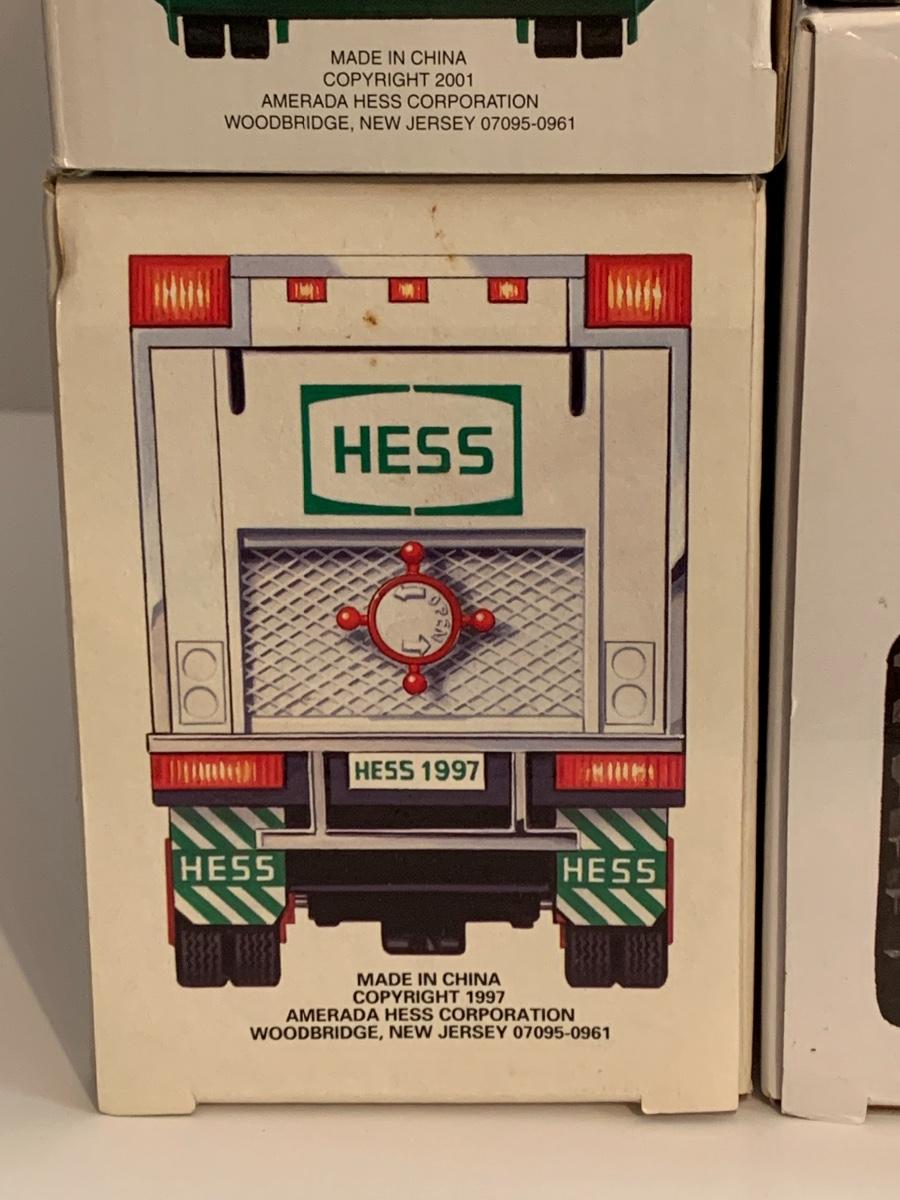 MADE IN CHINA
COPYRIGHT 2001
AMERADA HESS CORPORATION
WOODBRIDGE, NEW JERSEY 07095-0961
HESS
OPEN
HESS 1997
HESS HESS
MADE IN CHINA
COPYRIGHT 1997
AMERADA HESS CORPORATION
WOODBRIDGE, NEW JERSEY 07095-0961